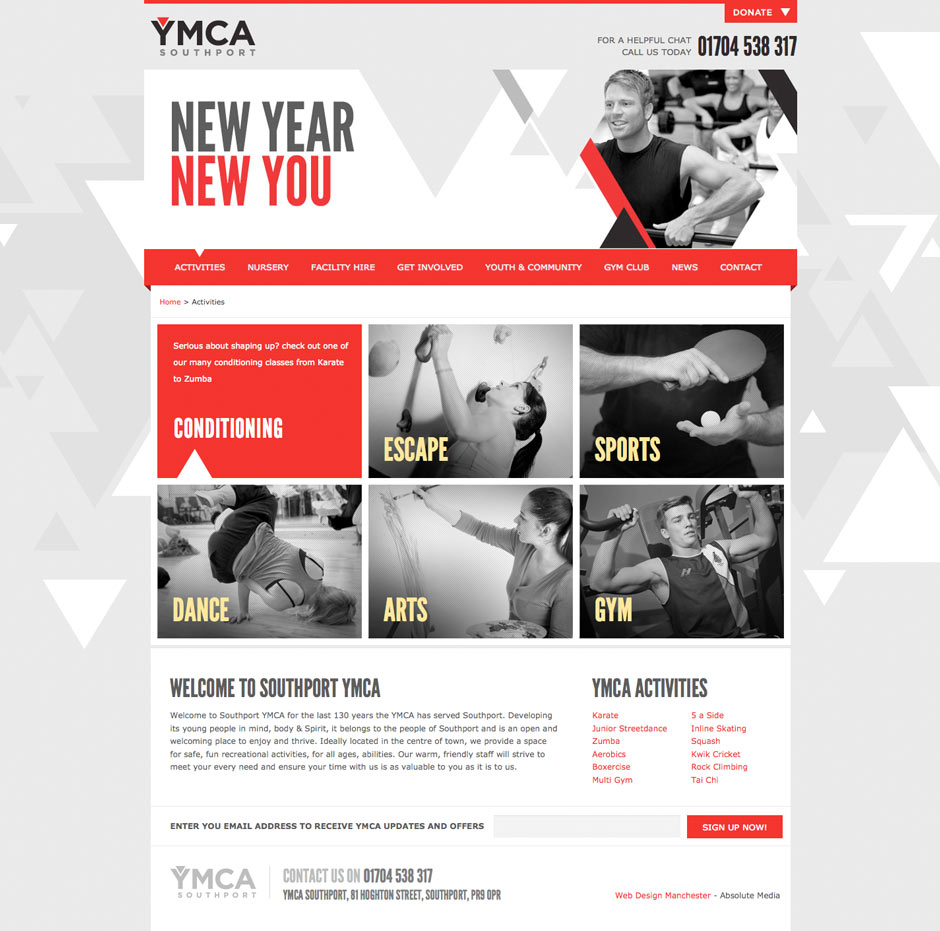 DONATE
YMCA
SOUTHPORT
FOR A HELPFUL CHAT
CALL US TODAY
01704 538 317
NEW YEAR
NEW YOU
ACTIVITIES NURSERY FACILITY HIRE GET INVOLVED YOUTH & COMMUNITY GYM CLUB NEWS CONTACT
Home > Activities
Serious about shaping up? check out one of
our many conditioning classes from Karate
to Zumba
CONDITIONING
ESCAPE
SPORTS
DANCE
ARTS
GYM
WELCOME TO SOUTHPORT YMCA
Welcome to Southport YMCA for the last 130 years the YMCA has served Southport. Developing
its young people in mind, body & Spirit, it belongs to the people of Southport and is an open and
welcoming place to enjoy and thrive. Ideally located in the centre of town, we provide a space
for safe, fun recreational activities, for all ages, abilities. Our warm, friendly staff will strive to
meet your every need and ensure your time with us is as valuable to you as it is to us.
YMCA ACTIVITIES
Karate
Junior Streetdance
Zumba
Aerobics
Boxercise
Multi Gym
5 a Side
Inline Skating
Squash
Kwik Cricket
Rock Climbing
Tai Chi
ENTER YOU EMAIL ADDRESS TO RECEIVE YMCA UPDATES AND OFFERS
SIGN UP NOW!
YMCA
SOUTHPORT
CONTACT US ON 01704 538 317
YMCA SOUTHPORT, 81 HOGHTON STREET, SOUTHPORT, PR9 0PR
Web Design Manchester - Absolute Media